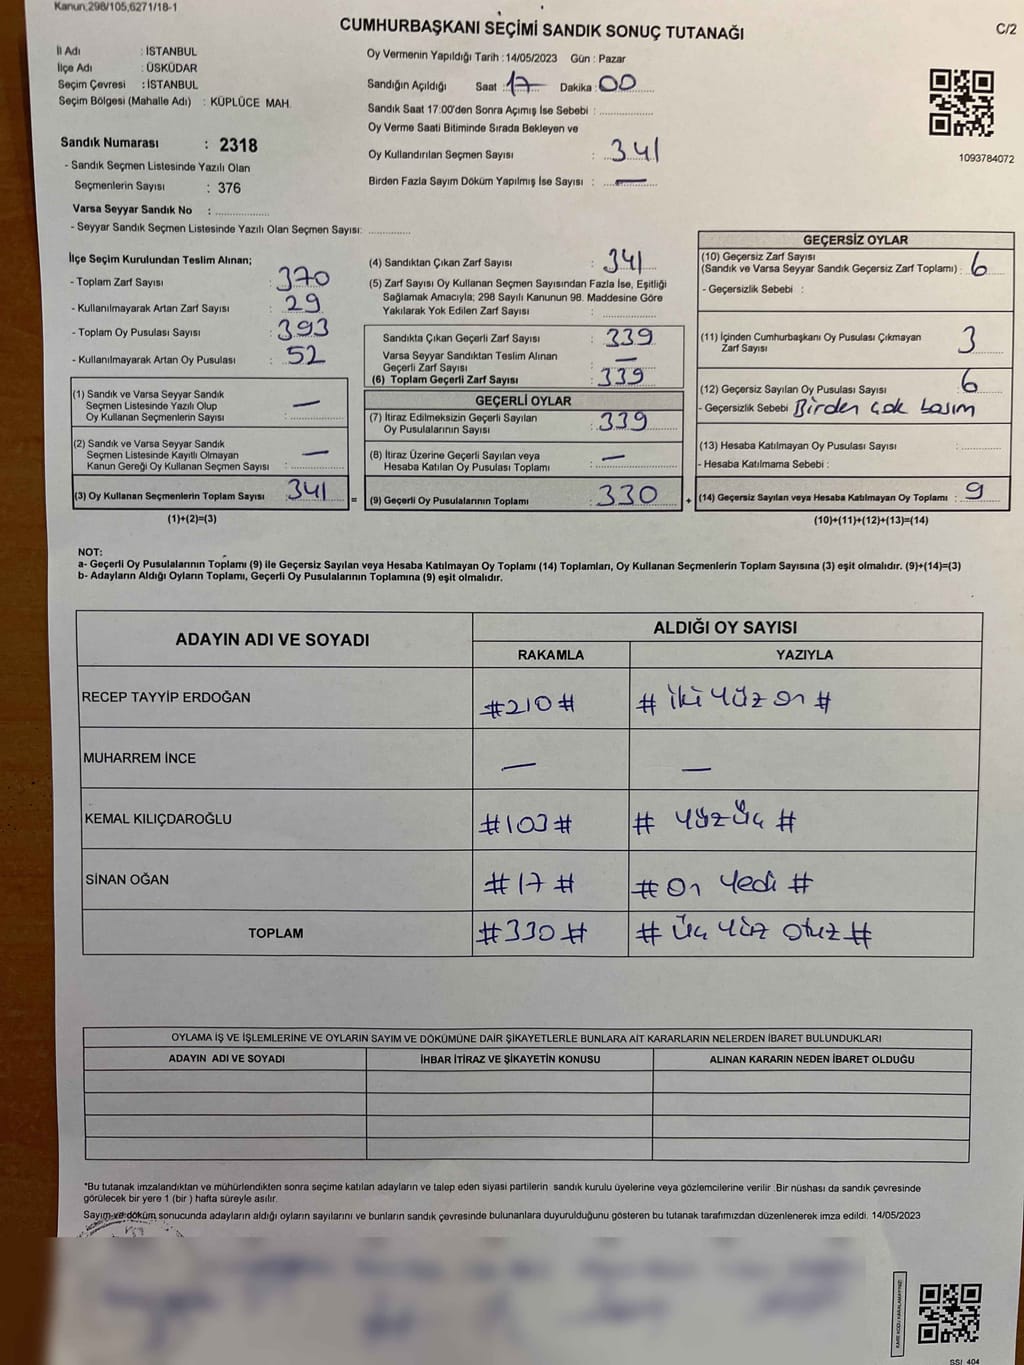 Kanun;298/105,6271/18-1
CUMHURBAŞKANI SEÇİMİ SANDIK SONUÇ TUTANAĞI
C/2
İl Adı : İSTANBUL
İlçe Adı : ÜSKÜDAR
Seçim Çevresi : İSTANBUL
Seçim Bölgesi (Mahalle Adı) : KÜPLÜCE MAH.
Oy Vermenin Yapıldığı Tarih : 14/05/2023 Gün : Pazar
Sandığın Açıldığı Saat : 17 Dakika : 00
Sandık Saat 17:00'den Sonra Açımış İse Sebebi :
Oy Verme Saati Bitiminde Sırada Bekleyen ve
Oy Kullandırılan Seçmen Sayısı : 341
Birden Fazla Sayım Döküm Yapılmış İse Sayısı : —
1093784072
Sandık Numarası : 2318
- Sandık Seçmen Listesinde Yazılı Olan
Seçmenlerin Sayısı : 376
Varsa Seyyar Sandık No :
- Seyyar Sandık Seçmen Listesinde Yazılı Olan Seçmen Sayısı:
İlçe Seçim Kurulundan Teslim Alınan;
- Toplam Zarf Sayısı : 370
- Kullanılmayarak Artan Zarf Sayısı : 29
- Toplam Oy Pusulası Sayısı : 393
- Kullanılmayarak Artan Oy Pusulası : 52
(1) Sandık ve Varsa Seyyar Sandık
Seçmen Listesinde Yazılı Olup
Oy Kullanan Seçmenlerin Sayısı : —
(2) Sandık ve Varsa Seyyar Sandık
Seçmen Listesinde Kayıtlı Olmayan
Kanun Gereği Oy Kullanan Seçmen Sayısı : —
(3) Oy Kullanan Seçmenlerin Toplam Sayısı : 341
(1)+(2)=(3)
(4) Sandıktan Çıkan Zarf Sayısı : 341
(5) Zarf Sayısı Oy Kullanan Seçmen Sayısından Fazla İse, Eşitliği
Sağlamak Amacıyla; 298 Sayılı Kanunun 98. Maddesine Göre
Yakılarak Yok Edilen Zarf Sayısı :
Sandıkta Çıkan Geçerli Zarf Sayısı : 339
Varsa Seyyar Sandıktan Teslim Alınan
Geçerli Zarf Sayısı : —
(6) Toplam Geçerli Zarf Sayısı : 339
GEÇERLİ OYLAR
(7) İtiraz Edilmeksizin Geçerli Sayılan
Oy Pusulalarının Sayısı : 339
(8) İtiraz Üzerine Geçerli Sayılan veya
Hesaba Katılan Oy Pusulası Toplamı : —
= (9) Geçerli Oy Pusulalarının Toplamı : 330 +
GEÇERSİZ OYLAR
(10) Geçersiz Zarf Sayısı
(Sandık ve Varsa Seyyar Sandık Geçersiz Zarf Toplamı) : 6
- Geçersizlik Sebebi :
(11) İçinden Cumhurbaşkanı Oy Pusulası Çıkmayan
Zarf Sayısı : 3
(12) Geçersiz Sayılan Oy Pusulası Sayısı : 6
- Geçersizlik Sebebi Birden çok basım
(13) Hesaba Katılmayan Oy Pusulası Sayısı :
- Hesaba Katılmama Sebebi :
(14) Geçersiz Sayılan veya Hesaba Katılmayan Oy Toplamı : 9
(10)+(11)+(12)+(13)=(14)
NOT:
a- Geçerli Oy Pusulalarının Toplamı (9) ile Geçersiz Sayılan veya Hesaba Katılmayan Oy Toplamı (14) Toplamları, Oy Kullanan Seçmenlerin Toplam Sayısına (3) eşit olmalıdır. (9)+(14)=(3)
b- Adayların Aldığı Oyların Toplamı, Geçerli Oy Pusulalarının Toplamına (9) eşit olmalıdır.
ADAYIN ADI VE SOYADI
ALDIĞI OY SAYISI
RAKAMLA YAZIYLA
RECEP TAYYİP ERDOĞAN #210# # iki yüz on #
MUHARREM İNCE — —
KEMAL KILIÇDAROĞLU #103# # yüz üç #
SİNAN OĞAN #17# # on yedi #
TOPLAM #330# # üç yüz otuz #
OYLAMA İŞ VE İŞLEMLERİNE VE OYLARIN SAYIM VE DÖKÜMÜNE DAİR ŞİKAYETLERLE BUNLARA AİT KARARLARIN NELERDEN İBARET BULUNDUKLARI
ADAYIN ADI VE SOYADI İHBAR İTİRAZ VE ŞİKAYETİN KONUSU ALINAN KARARIN NEDEN İBARET OLDUĞU
*Bu tutanak imzalandıktan ve mühürlendikten sonra seçime katılan adayların ve talep eden siyasi partilerin sandık kurulu üyelerine veya gözlemcilerine verilir .Bir nüshası da sandık çevresinde
görülecek bir yere 1 (bir ) hafta süreyle asılır.
Sayım ve döküm sonucunda adayların aldığı oyların sayılarını ve bunların sandık çevresinde bulunanlara duyurulduğunu gösteren bu tutanak tarafımızdan düzenlenerek imza edildi. 14/05/2023
KARE KODU KARALAMAYINIZ!
SSI_404